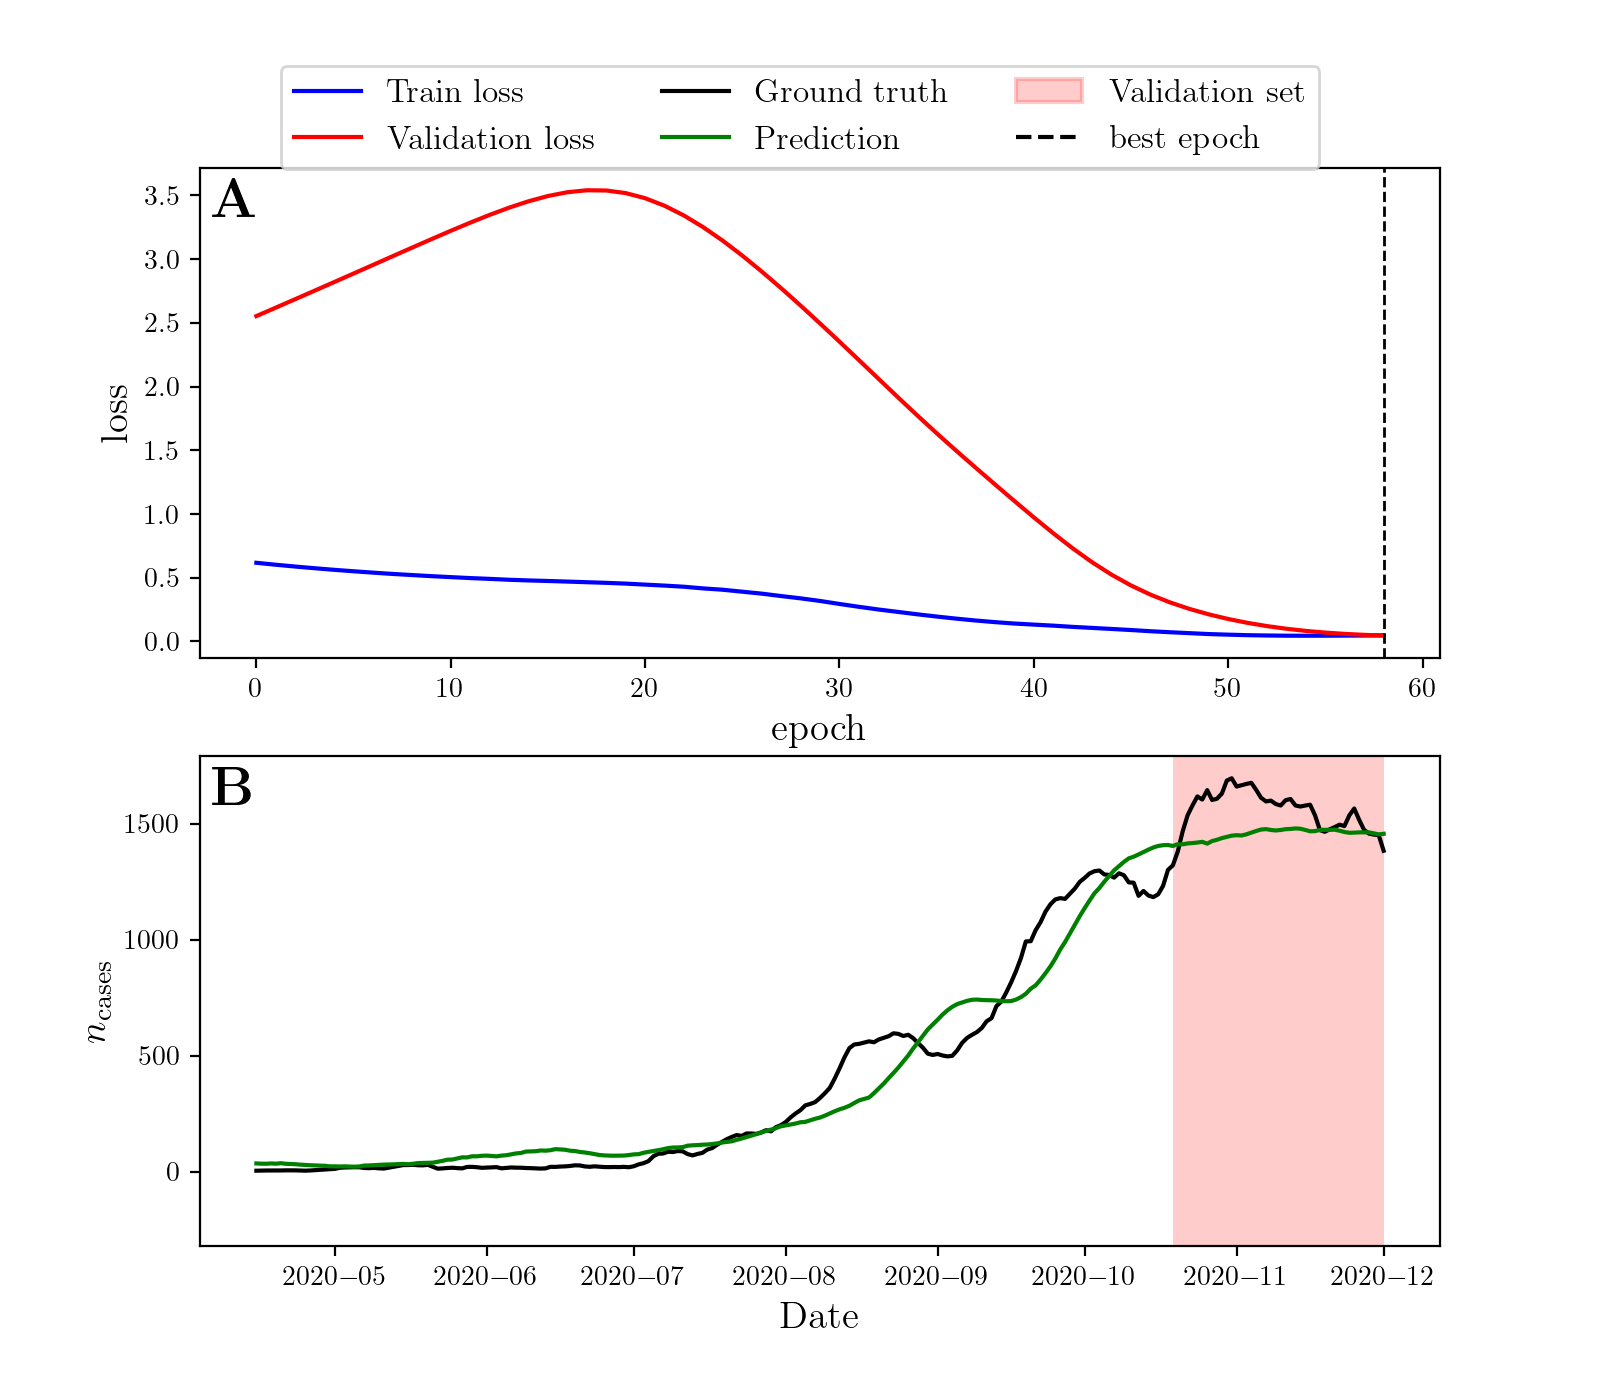 Train loss
Validation loss
Ground truth
Prediction
Validation set
best epoch
A
3.5
3.0
2.5
2.0
1.5
1.0
0.5
0.0
loss
0 10 20 30 40 50 60
epoch
B
1500
1000
500
0
n_cases
2020–05 2020–06 2020–07 2020–08 2020–09 2020–10 2020–11 2020–12
Date